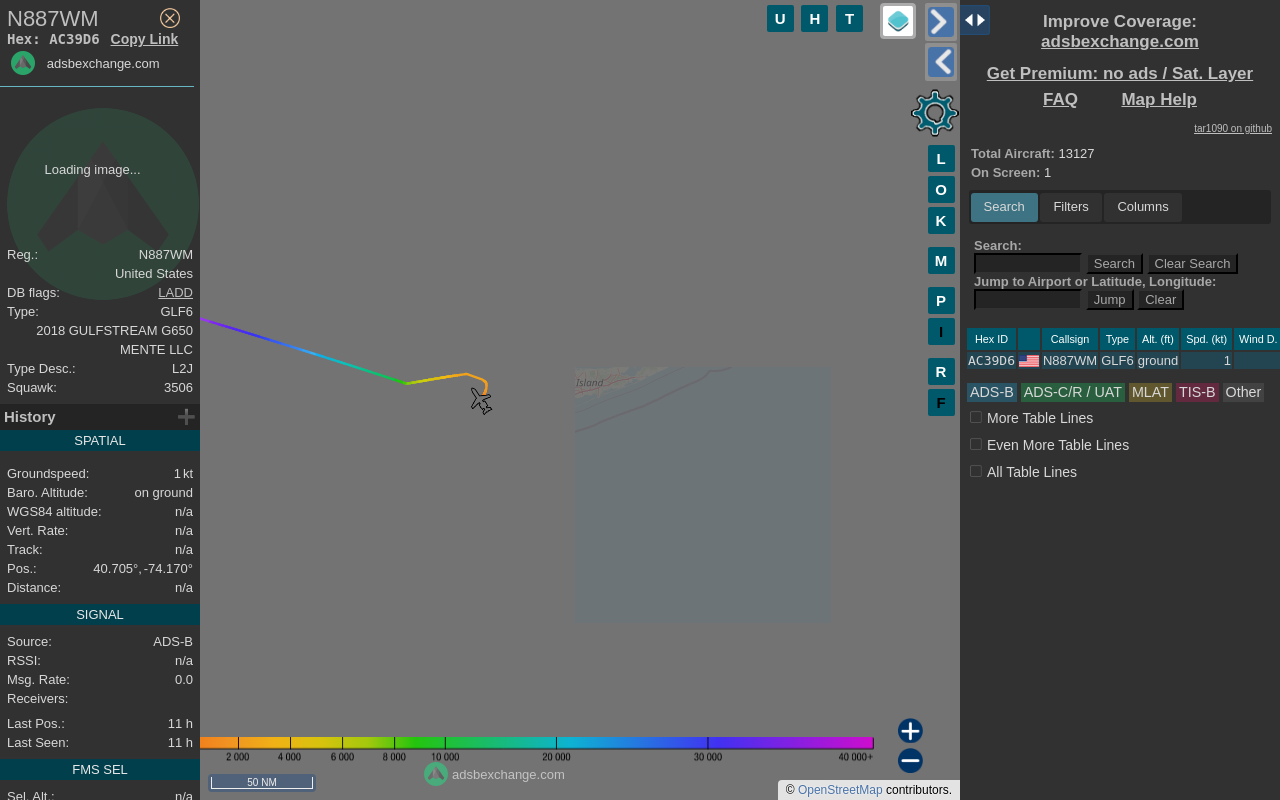 N887WM
Hex: AC39D6 Copy Link
adsbexchange.com
Loading image...
Reg.: N887WM
United States
DB flags: LADD
Type: GLF6
2018 GULFSTREAM G650
MENTE LLC
Type Desc.: L2J
Squawk: 3506
History
SPATIAL
Groundspeed: 1 kt
Baro. Altitude: on ground
WGS84 altitude: n/a
Vert. Rate: n/a
Track: n/a
Pos.: 40.705°, -74.170°
Distance: n/a
SIGNAL
Source: ADS-B
RSSI: n/a
Msg. Rate: 0.0
Receivers:
Last Pos.: 11 h
Last Seen: 11 h
FMS SEL
Sel. Alt.: n/a
U H T
L
O
K
M
P
I
R
F
Island
2 000 4 000 6 000 8 000 10 000 20 000 30 000 40 000+
adsbexchange.com
50 NM
© OpenStreetMap contributors.
Improve Coverage:
adsbexchange.com
Get Premium: no ads / Sat. Layer
FAQ Map Help
tar1090 on github
Total Aircraft: 13127
On Screen: 1
Search Filters Columns
Search:
Search Clear Search
Jump to Airport or Latitude, Longitude:
Jump Clear
Hex ID Callsign Type Alt. (ft) Spd. (kt) Wind D.
AC39D6 N887WM GLF6 ground 1
ADS-B ADS-C/R / UAT MLAT TIS-B Other
More Table Lines
Even More Table Lines
All Table Lines